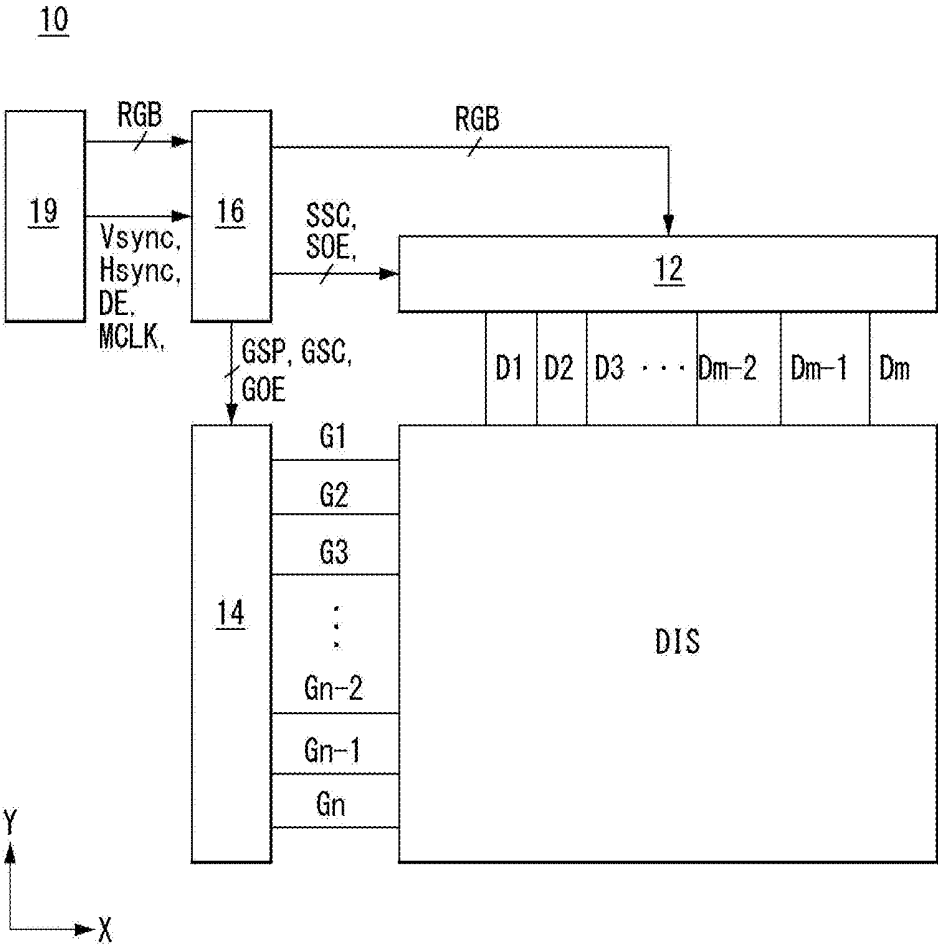 10
RGB
RGB
19
16
SSC,
SOE,
Vsync,
Hsync,
DE,
MCLK,
12
GSP, GSC,
GOE
D1 D2 D3 ··· Dm-2 Dm-1 Dm
G1
G2
G3
14
⋮
DIS
Gn-2
Gn-1
Gn
Y
X